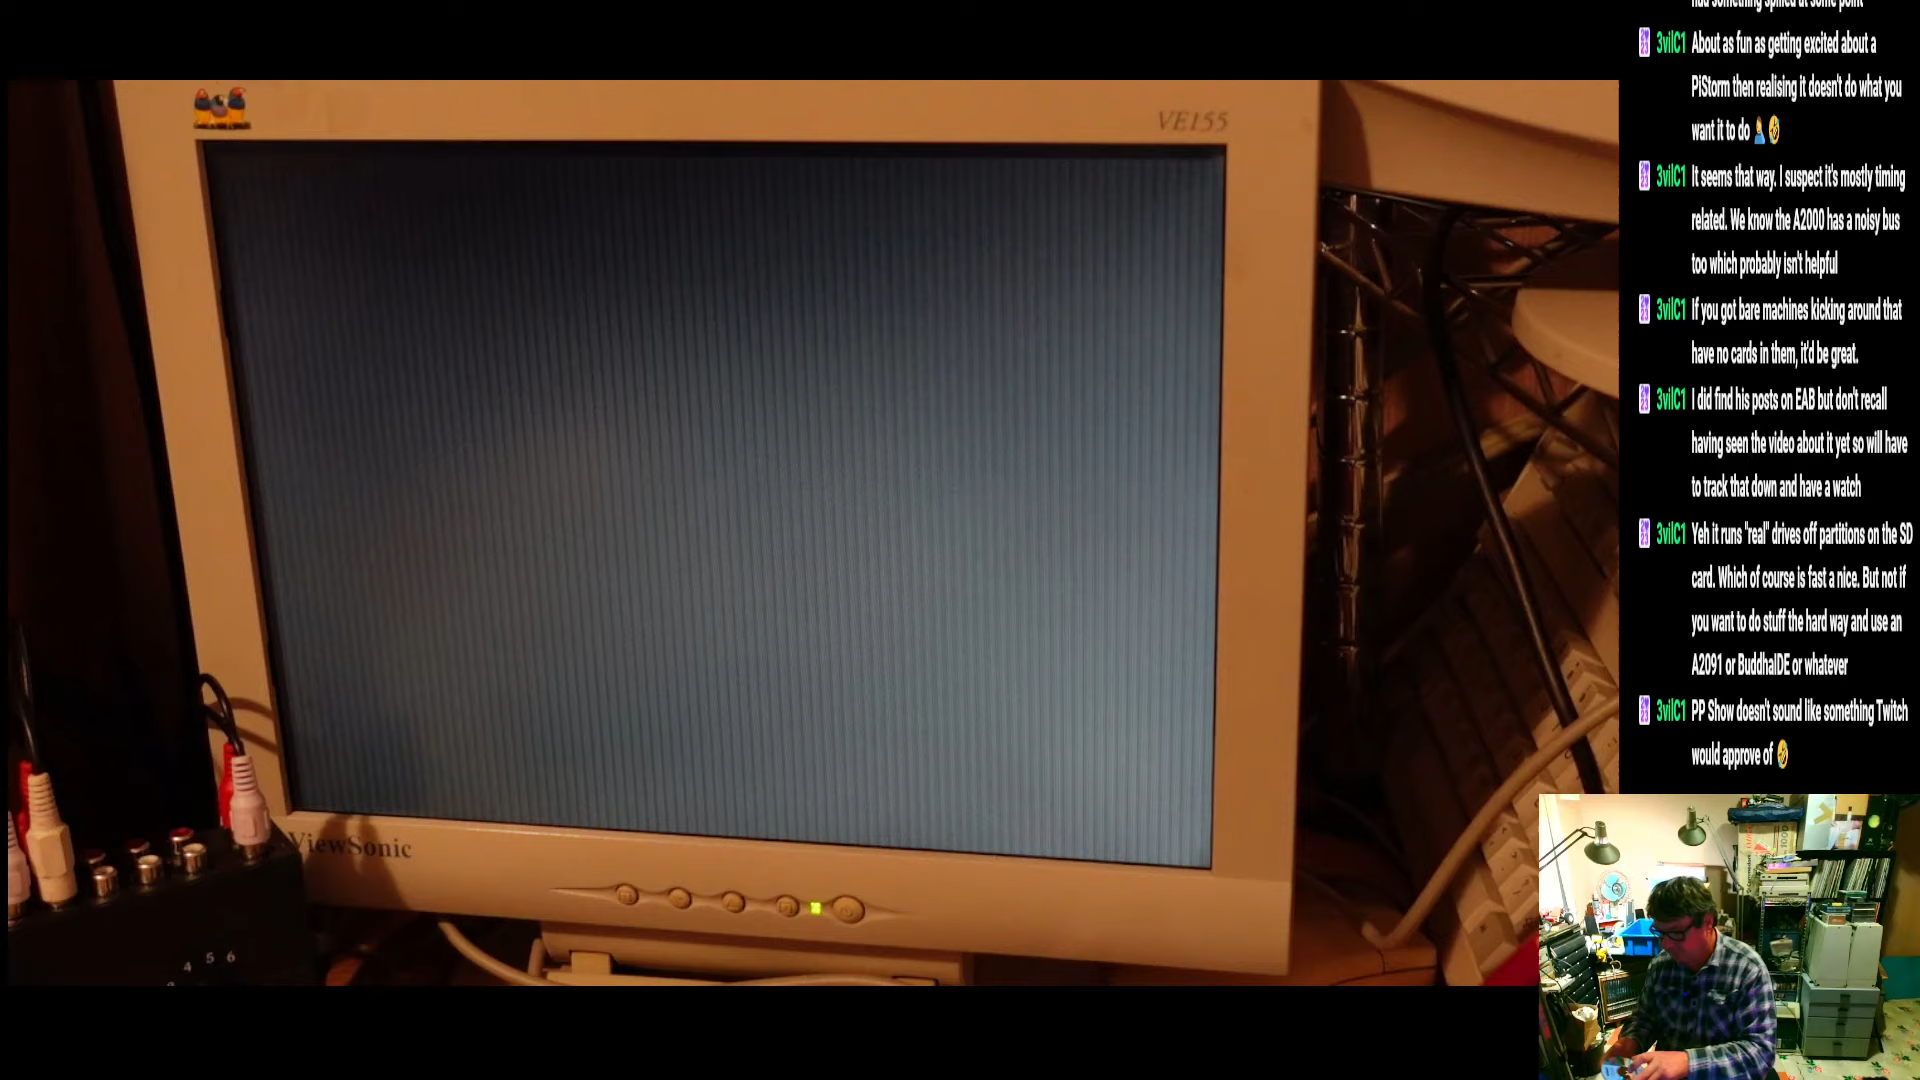 VE155
ViewSonic
4 5 6
3vilC1 About as fun as getting excited about a
PiStorm then realising it doesn't do what you
want it to do
3vilC1 It seems that way. I suspect it's mostly timing
related. We know the A2000 has a noisy bus
too which probably isn't helpful
3vilC1 If you got bare machines kicking around that
have no cards in them, it'd be great.
3vilC1 I did find his posts on EAB but don't recall
having seen the video about it yet so will have
to track that down and have a watch
3vilC1 Yeh it runs "real" drives off partitions on the SD
card. Which of course is fast a nice. But not if
you want to do stuff the hard way and use an
A2091 or BuddhaIDE or whatever
3vilC1 PP Show doesn't sound like something Twitch
would approve of